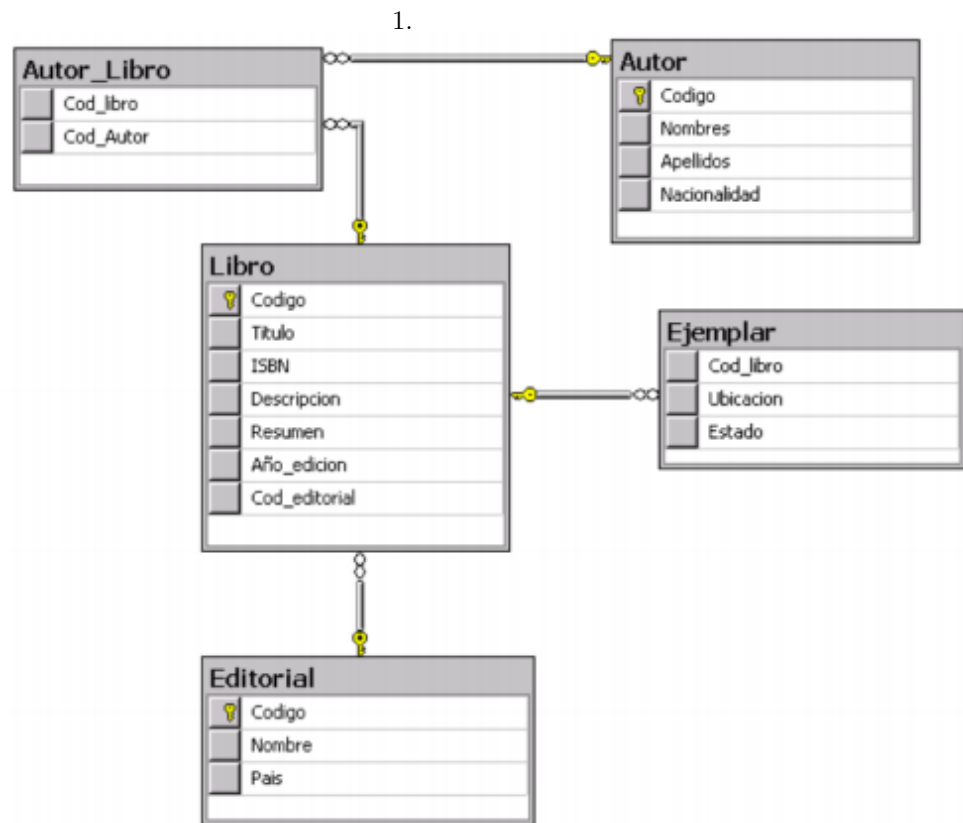 1.
Autor_Libro
Cod_libro
Cod_Autor
Autor
Codigo
Nombres
Apellidos
Nacionalidad
Libro
Codigo
Titulo
ISBN
Descripcion
Resumen
Año_edicion
Cod_editorial
Ejemplar
Cod_libro
Ubicacion
Estado
Editorial
Codigo
Nombre
Pais